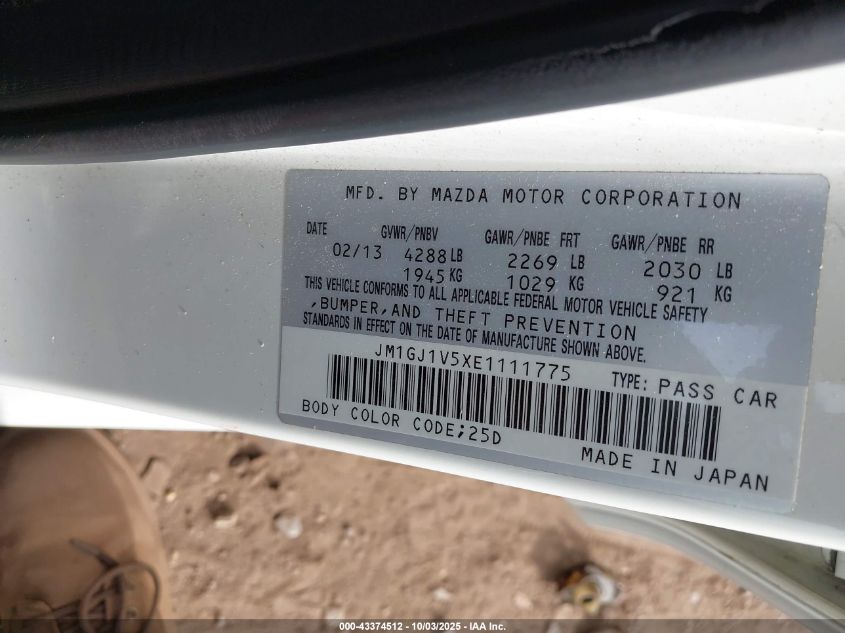 MFD. BY MAZDA MOTOR CORPORATION
DATE GVWR/PNBV GAWR/PNBE FRT GAWR/PNBE RR
02/13 4288 LB 2269 LB 2030 LB
1945 KG 1029 KG 921 KG
THIS VEHICLE CONFORMS TO ALL APPLICABLE FEDERAL MOTOR VEHICLE SAFETY
,BUMPER,AND THEFT PREVENTION
STANDARDS IN EFFECT ON THE DATE OF MANUFACTURE SHOWN ABOVE.
JM1GJ1V5XE1111775 TYPE: PASS CAR
BODY COLOR CODE;25D
MADE IN JAPAN
000-43374512 - 10/03/2025 - IAA Inc.